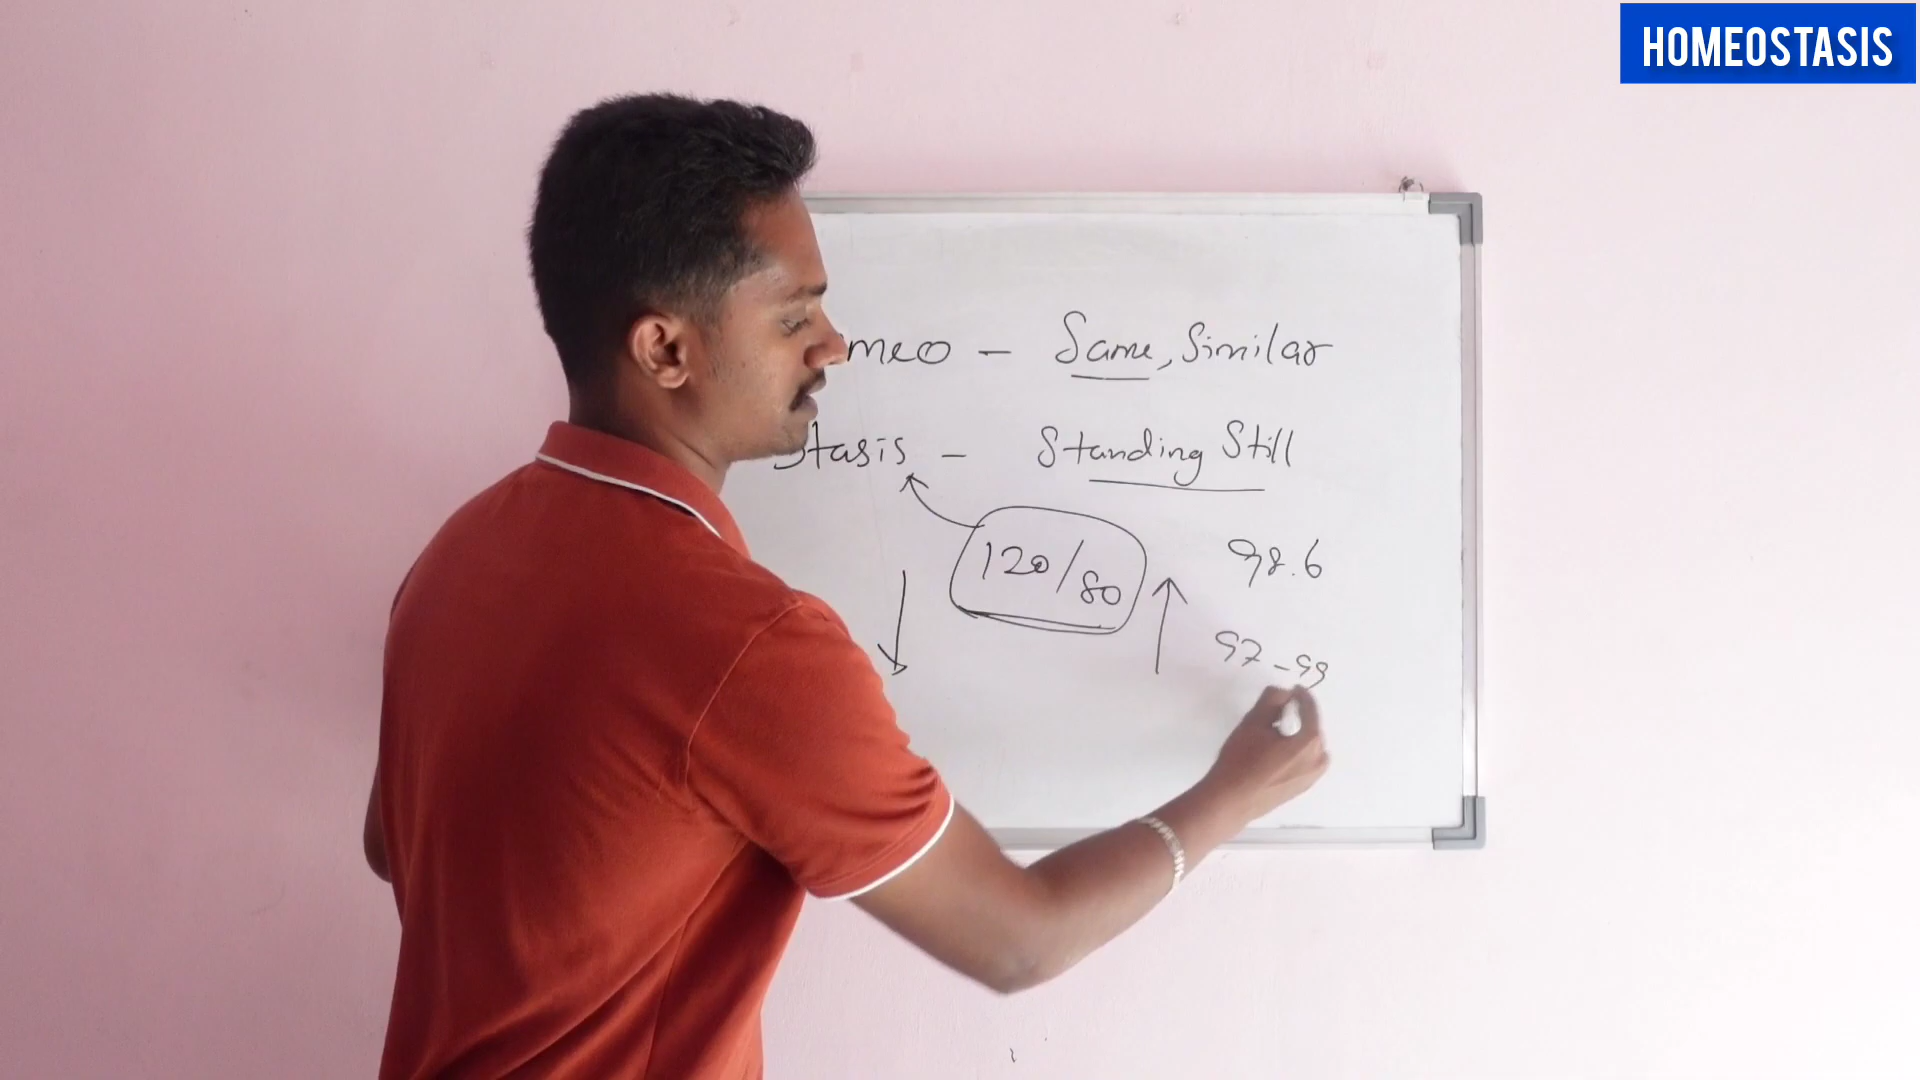 HOMEOSTASIS
meo - Same, Similar
Stasis - Standing Still
120/80
98.6
97-99